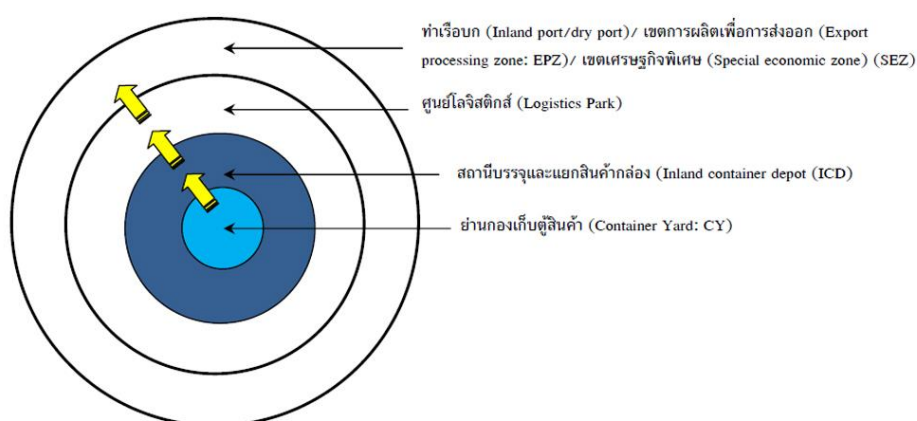 ท่าเรือบก (Inland port/dry port)/ เขตการผลิตเพื่อการส่งออก (Export
processing zone: EPZ)/ เขตเศรษฐกิจพิเศษ (Special economic zone) (SEZ)
ศูนย์โลจิสติกส์ (Logistics Park)
สถานีบรรจุและแยกสินค้ากล่อง (Inland container depot (ICD)
ย่านกองเก็บตู้สินค้า (Container Yard: CY)